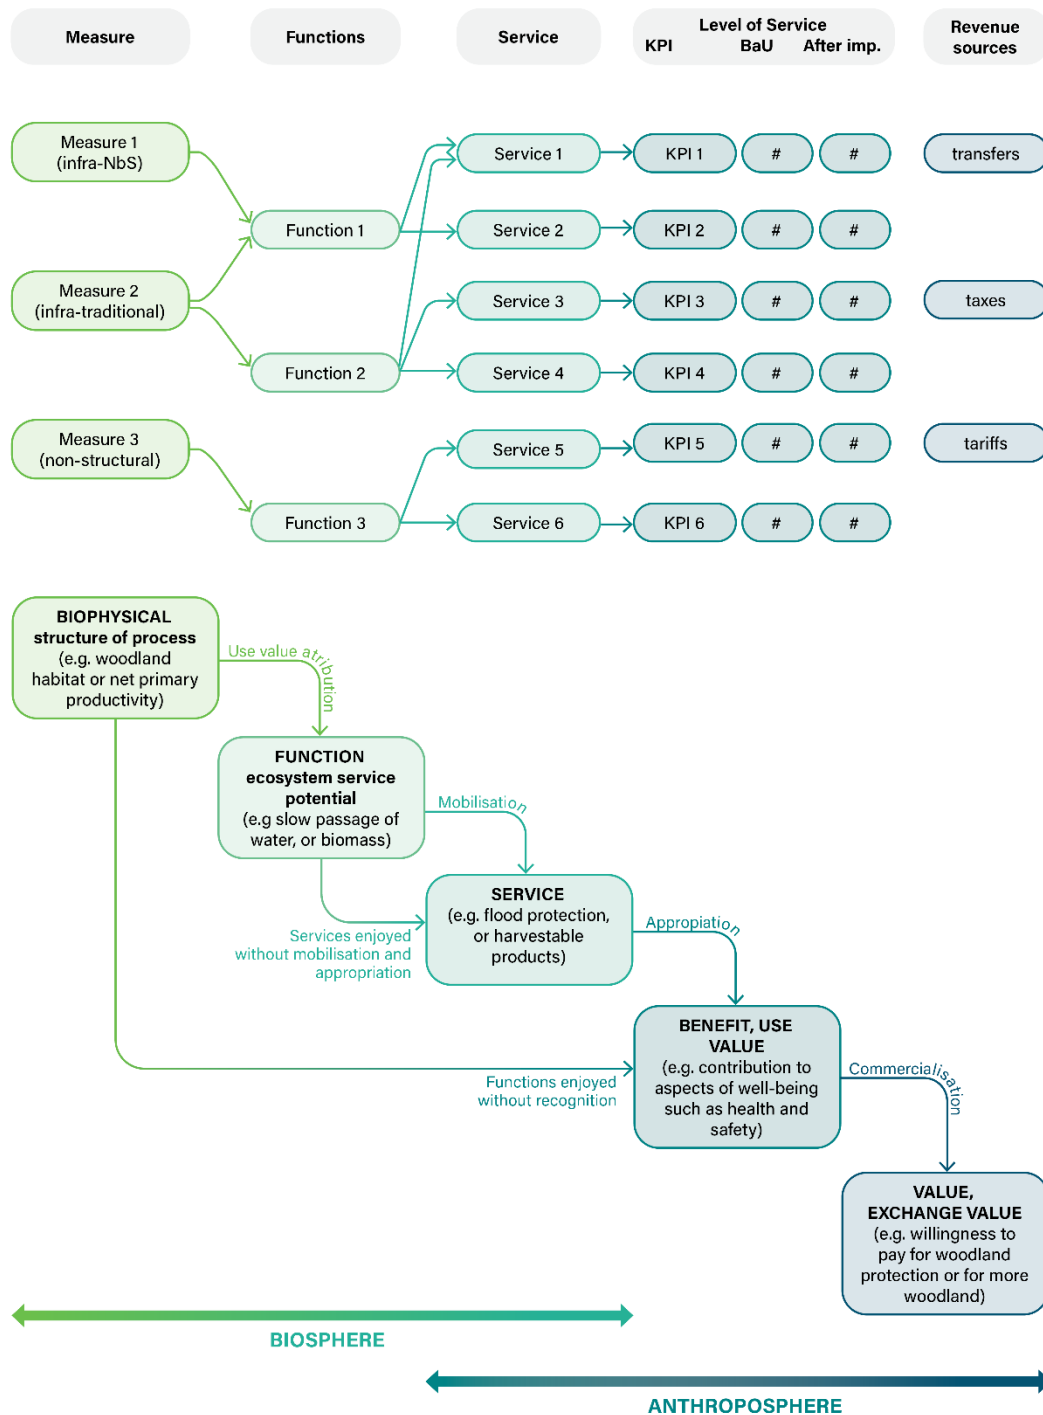 Measure
Functions
Service
Level of Service
KPI
BaU
After imp.
Revenue
sources
Measure 1
(infra-NbS)
Service 1
KPI 1
#
#
transfers
Function 1
Service 2
KPI 2
#
#
Measure 2
(infra-traditional)
Service 3
KPI 3
#
#
taxes
Function 2
Service 4
KPI 4
#
#
Measure 3
(non-structural)
Service 5
KPI 5
#
#
tariffs
Function 3
Service 6
KPI 6
#
#
BIOPHYSICAL
structure of process
(e.g. woodland
habitat or net primary
productivity)
Use value atribution
FUNCTION
ecosystem service
potential
(e.g slow passage of
water, or biomass)
Mobilisation
SERVICE
(e.g. flood protection,
or harvestable
products)
Services enjoyed
without mobilisation and
appropriation
Appropiation
BENEFIT, USE
VALUE
(e.g. contribution to
aspects of well-being
such as health and
safety)
Functions enjoyed
without recognition
Commercialisation
VALUE,
EXCHANGE VALUE
(e.g. willingness to
pay for woodland
protection or for more
woodland)
BIOSPHERE
ANTHROPOSPHERE